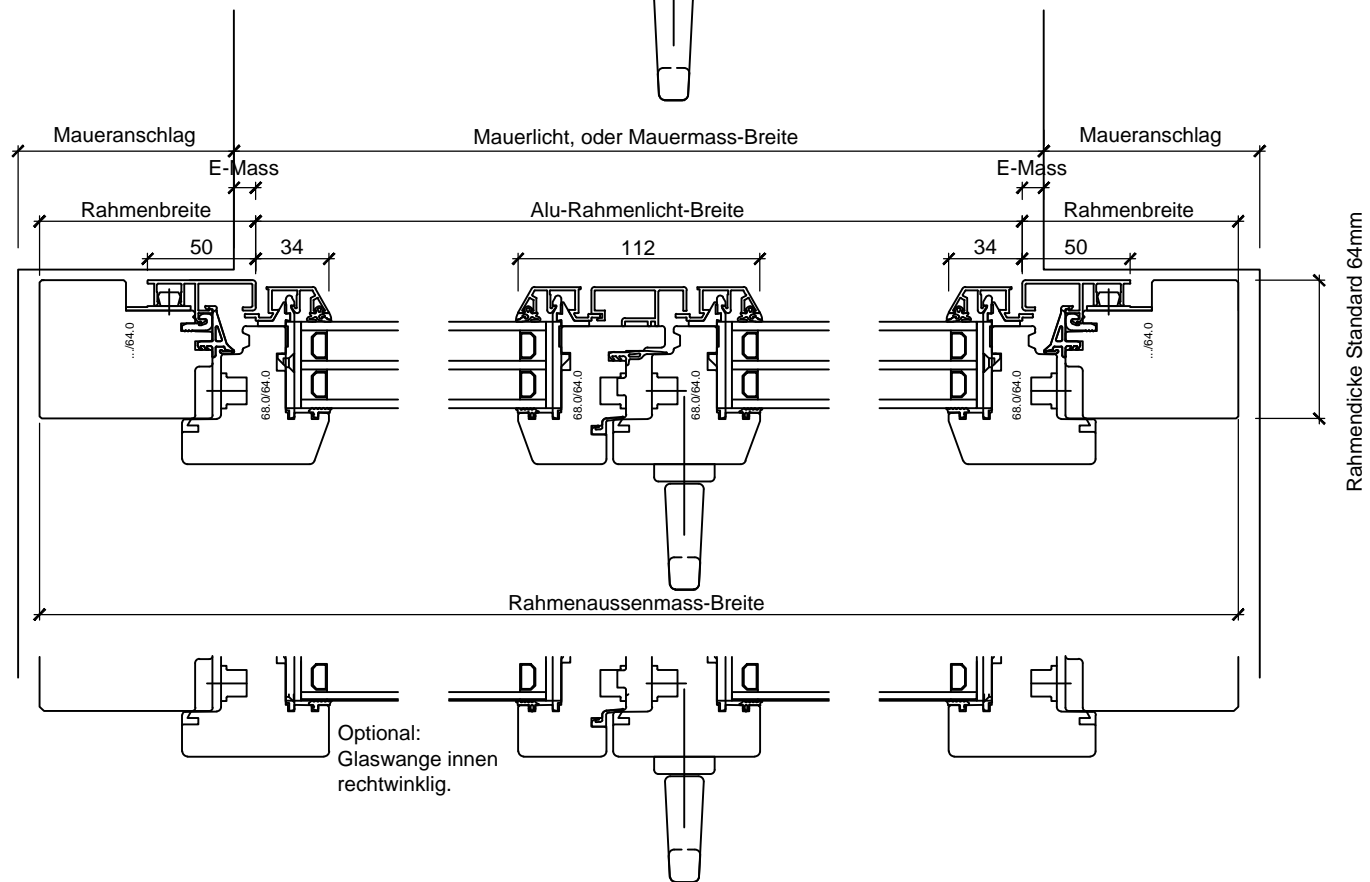 Maueranschlag
Mauerlicht, oder Mauermass-Breite
Maueranschlag
E-Mass
E-Mass
Rahmenbreite
Alu-Rahmenlicht-Breite
Rahmenbreite
50
34
112
34
50
Rahmendicke Standard 64mm
.../64.0
68.0/64.0
68.0/64.0
68.0/64.0
68.0/64.0
.../64.0
Rahmenaussenmass-Breite
Optional:
Glaswange innen
rechtwinklig.